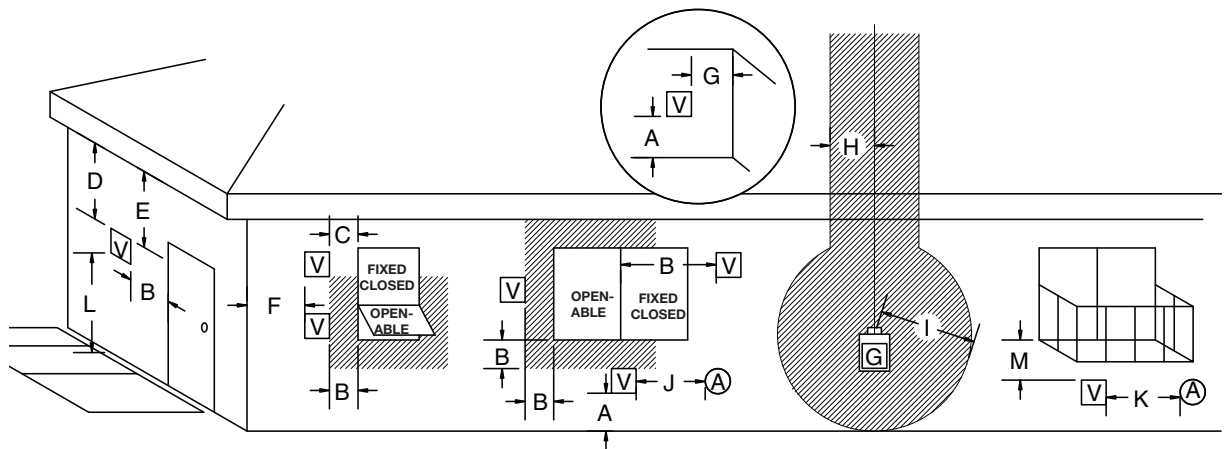 G
V
A
H
D
E
C
V
V
B
L
F
FIXED
CLOSED
OPEN-
ABLE
V
B
V
B
V
OPEN-
ABLE
FIXED
CLOSED
B
B
V
J
A
A
I
G
M
V
K
A